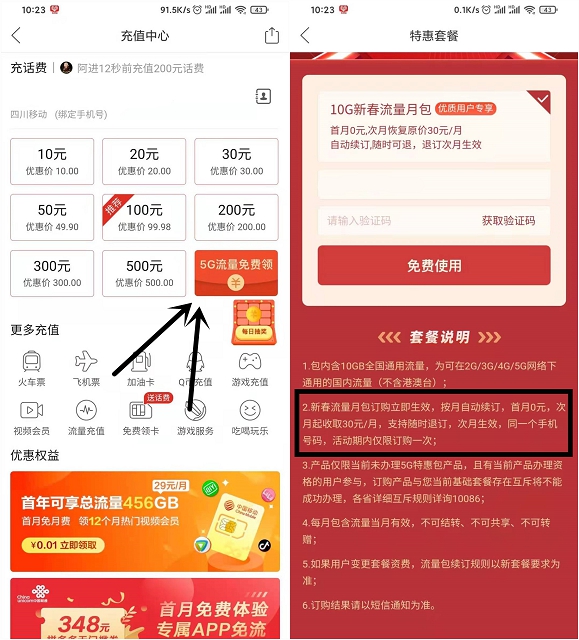 10:23
91.5K/s
43
充值中心
充话费
阿进12秒前充值200元话费
四川移动 (绑定手机号)
10元
优惠价 10.00
20元
优惠价 20.00
30元
优惠价 30.00
50元
优惠价 49.90
推荐
100元
优惠价 99.98
200元
优惠价 200.00
300元
优惠价 300.00
500元
优惠价 500.00
5G流量免费领
每日抽奖
更多充值
火车票
飞机票
加油卡
Q币充值
游戏充值
送话费
视频会员
流量充值
免费领卡
游戏服务
吃喝玩乐
优惠权益
29元/月
首年可享总流量456GB
首月免费 领12个月热门视频会员
¥0.01立即领取
中国移动
China Mobile
China unicom中国联通
348元
首月免费体验
专属APP免流
10:23
0.1K/s
43
特惠套餐
10G新春流量月包
优质用户专享
首月0元,次月恢复原价30元/月
自动续订,随时可退，退订次月生效
请输入验证码
获取验证码
免费使用
套餐说明
1.包内含10GB全国通用流量，为可在2G/3G/4G/5G网络下
通用的国内流量（不含港澳台）；
2.新春流量月包订购立即生效，按月自动续订，首月0元，次
月起收取30元/月，支持随时退订，次月生效，同一个手机
号码，活动期内仅限订购一次；
3.产品仅限当前未办理5G特惠包产品，且有当前产品办理资
格的用户参与，订购产品与您当前基础套餐存在互斥将不能
成功办理，各省详细互斥规则详询10086；
4.每月包含流量当月有效，不可结转、不可共享、不可转
赠；
5.如果用户变更套餐资费，流量包续订规则以新套餐要求为
准；
6.订购结果请以短信通知为准。